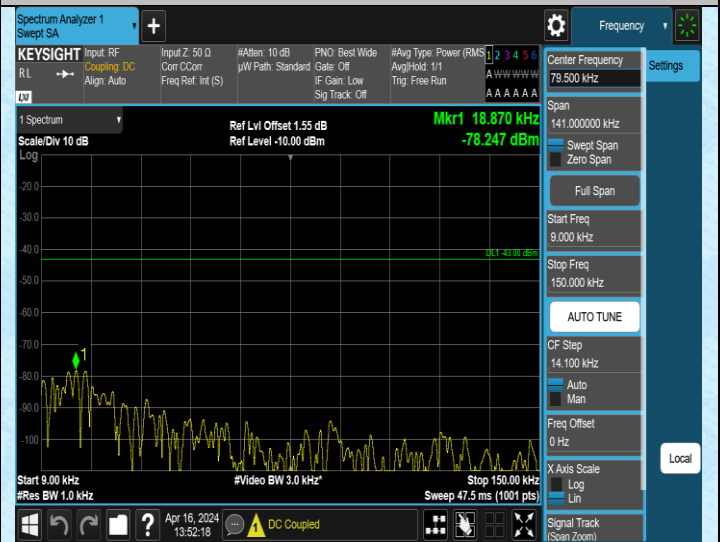 Spectrum Analyzer 1
Swept SA
+
Frequency
KEYSIGHT
RL
LXI
Input: RF
Coupling: DC
Align: Auto
Input Z: 50 Ω
Corr CCorr
Freq Ref: Int (S)
#Atten: 10 dB
µW Path: Standard
PNO: Best Wide
Gate: Off
IF Gain: Low
Sig Track: Off
#Avg Type: Power (RMS
Avg|Hold: 1/1
Trig: Free Run
1 2 3 4 5 6
A W W W W W
A A A A A A
1 Spectrum
Scale/Div 10 dB
Log
Ref Lvl Offset 1.55 dB
Ref Level -10.00 dBm
Mkr1 18.870 kHz
-78.247 dBm
-20.0
-30.0
-40.0
DL1 -43.00 dBm
-50.0
-60.0
-70.0
1
-80.0
-90.0
-100
Start 9.00 kHz
#Res BW 1.0 kHz
#Video BW 3.0 kHz*
Stop 150.00 kHz
Sweep 47.5 ms (1001 pts)
Center Frequency
79.500 kHz
Settings
Span
141.000000 kHz
Swept Span
Zero Span
Full Span
Start Freq
9.000 kHz
Stop Freq
150.000 kHz
AUTO TUNE
CF Step
14.100 kHz
Auto
Man
Freq Offset
0 Hz
X Axis Scale
Log
Lin
Local
Signal Track
(Span Zoom)
?
Apr 16, 2024
13:52:18
DC Coupled